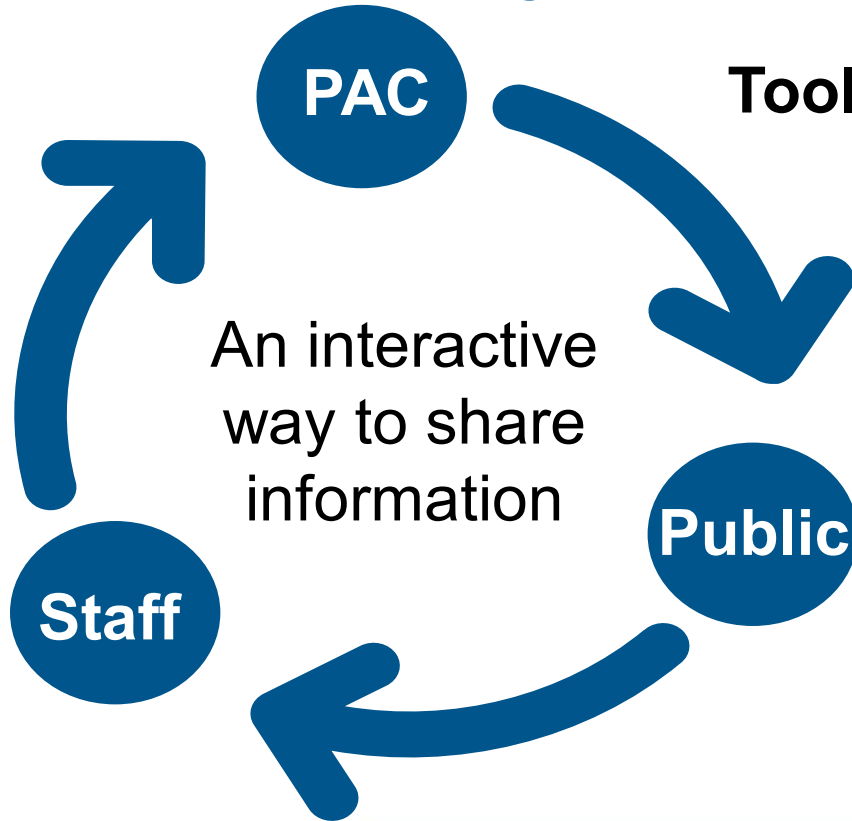 PAC
Tool
An interactive
way to share
information
Public
Staff